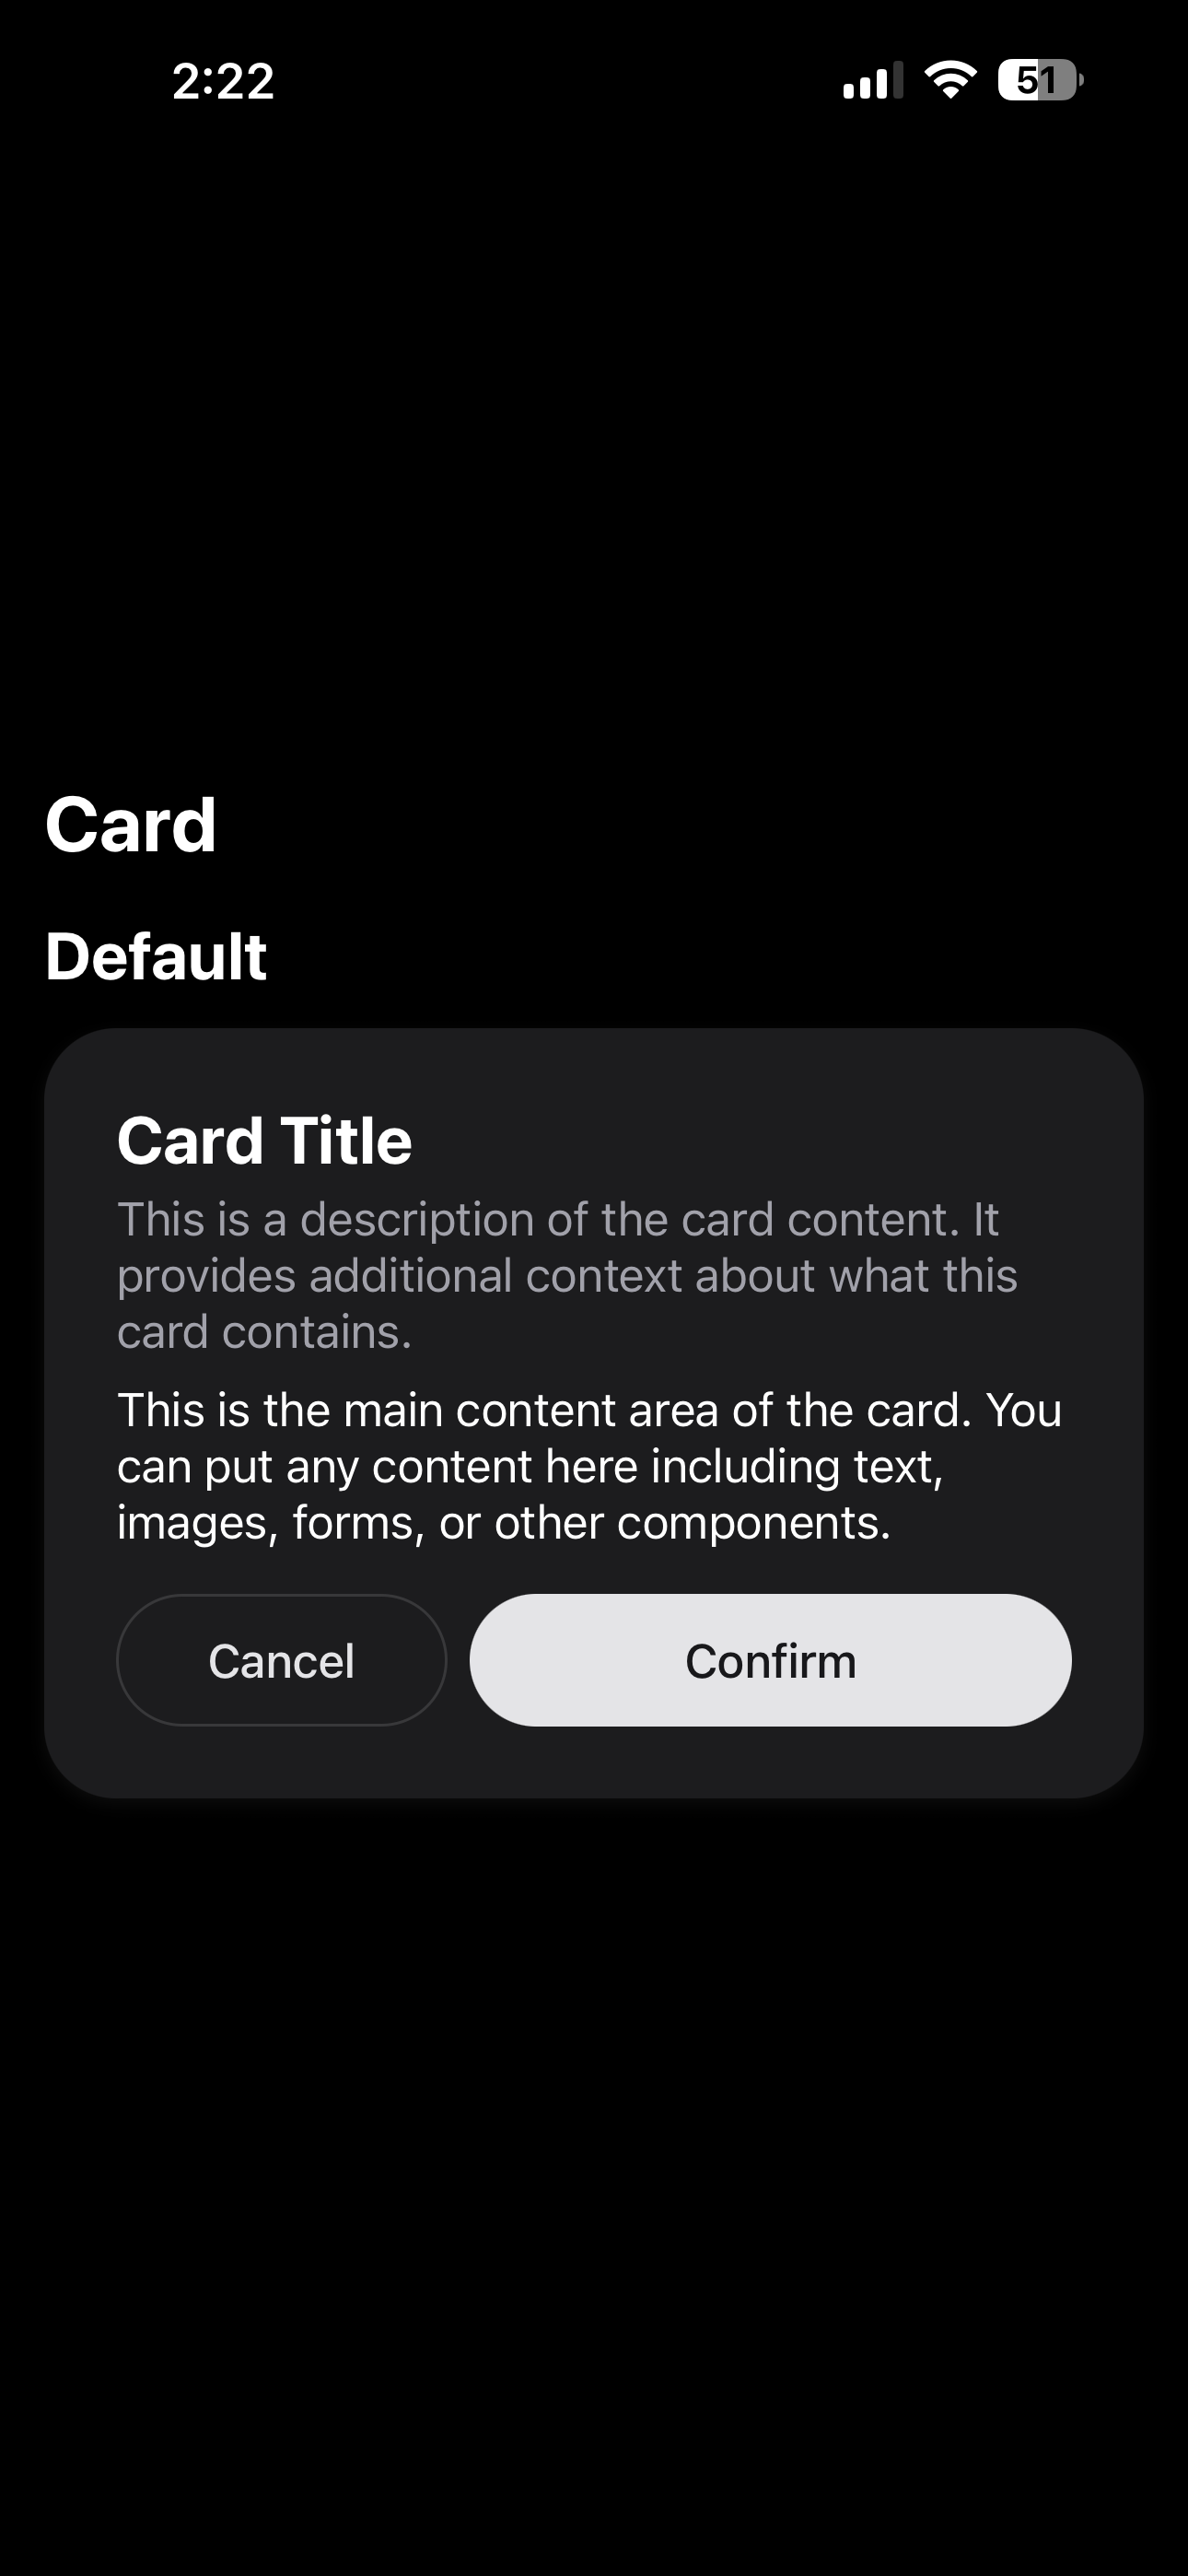 2:22
51
Card
Default
Card Title
This is a description of the card content. It
provides additional context about what this
card contains.
This is the main content area of the card. You
can put any content here including text,
images, forms, or other components.
Cancel
Confirm